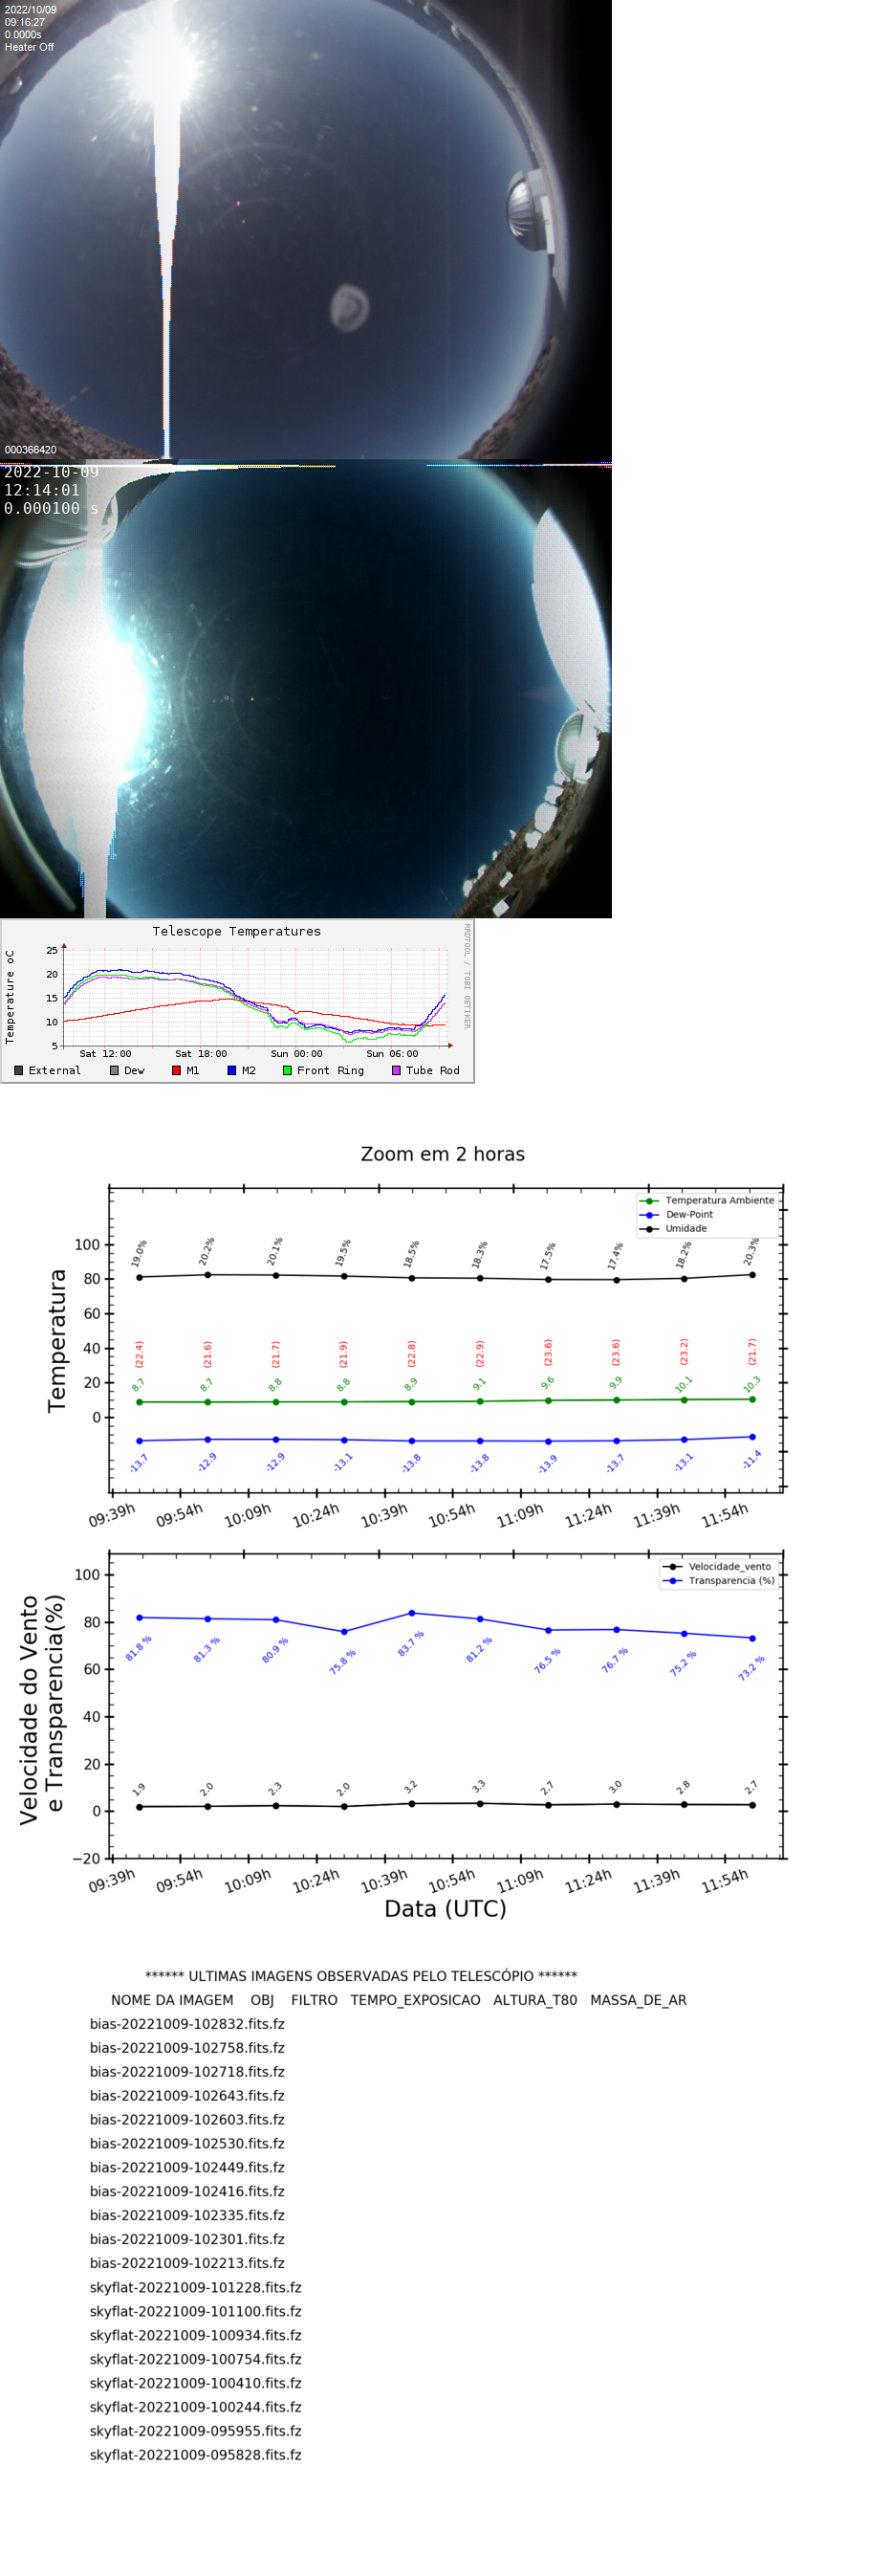 2022/10/09
09:16:27
0.0000s
Heater Off
000366420
2022-10-09
12:14:01
0.000100 s
Telescope Temperatures
RRDTOOL / TOBI OETIKER
Temperature oC
25
20
15
10
5
Sat 12:00 Sat 18:00 Sun 00:00 Sun 06:00
External Dew M1 M2 Front Ring Tube Rod
Zoom em 2 horas
Temperatura Ambiente
Dew-Point
Umidade
Temperatura
100
80
60
40
20
0
19.0% 20.2% 20.1% 19.5% 18.5% 18.3% 17.5% 17.4% 18.2% 20.3%
(22.4) (21.6) (21.7) (21.9) (22.8) (22.9) (23.6) (23.6) (23.2) (21.7)
8.7 8.7 8.8 8.8 8.9 9.1 9.6 9.9 10.1 10.3
-13.7 -12.9 -12.9 -13.1 -13.8 -13.8 -13.9 -13.7 -13.1 -11.4
09:39h 09:54h 10:09h 10:24h 10:39h 10:54h 11:09h 11:24h 11:39h 11:54h
Velocidade_vento
Transparencia (%)
Velocidade do Vento
e Transparencia(%)
100
80
60
40
20
0
−20
81.8 % 81.3 % 80.9 % 75.8 % 83.7 % 81.2 % 76.5 % 76.7 % 75.2 % 73.2 %
1.9 2.0 2.3 2.0 3.2 3.3 2.7 3.0 2.8 2.7
09:39h 09:54h 10:09h 10:24h 10:39h 10:54h 11:09h 11:24h 11:39h 11:54h
Data (UTC)
****** ULTIMAS IMAGENS OBSERVADAS PELO TELESCÓPIO ******
NOME DA IMAGEM OBJ FILTRO TEMPO_EXPOSICAO ALTURA_T80 MASSA_DE_AR
bias-20221009-102832.fits.fz
bias-20221009-102758.fits.fz
bias-20221009-102718.fits.fz
bias-20221009-102643.fits.fz
bias-20221009-102603.fits.fz
bias-20221009-102530.fits.fz
bias-20221009-102449.fits.fz
bias-20221009-102416.fits.fz
bias-20221009-102335.fits.fz
bias-20221009-102301.fits.fz
bias-20221009-102213.fits.fz
skyflat-20221009-101228.fits.fz
skyflat-20221009-101100.fits.fz
skyflat-20221009-100934.fits.fz
skyflat-20221009-100754.fits.fz
skyflat-20221009-100410.fits.fz
skyflat-20221009-100244.fits.fz
skyflat-20221009-095955.fits.fz
skyflat-20221009-095828.fits.fz